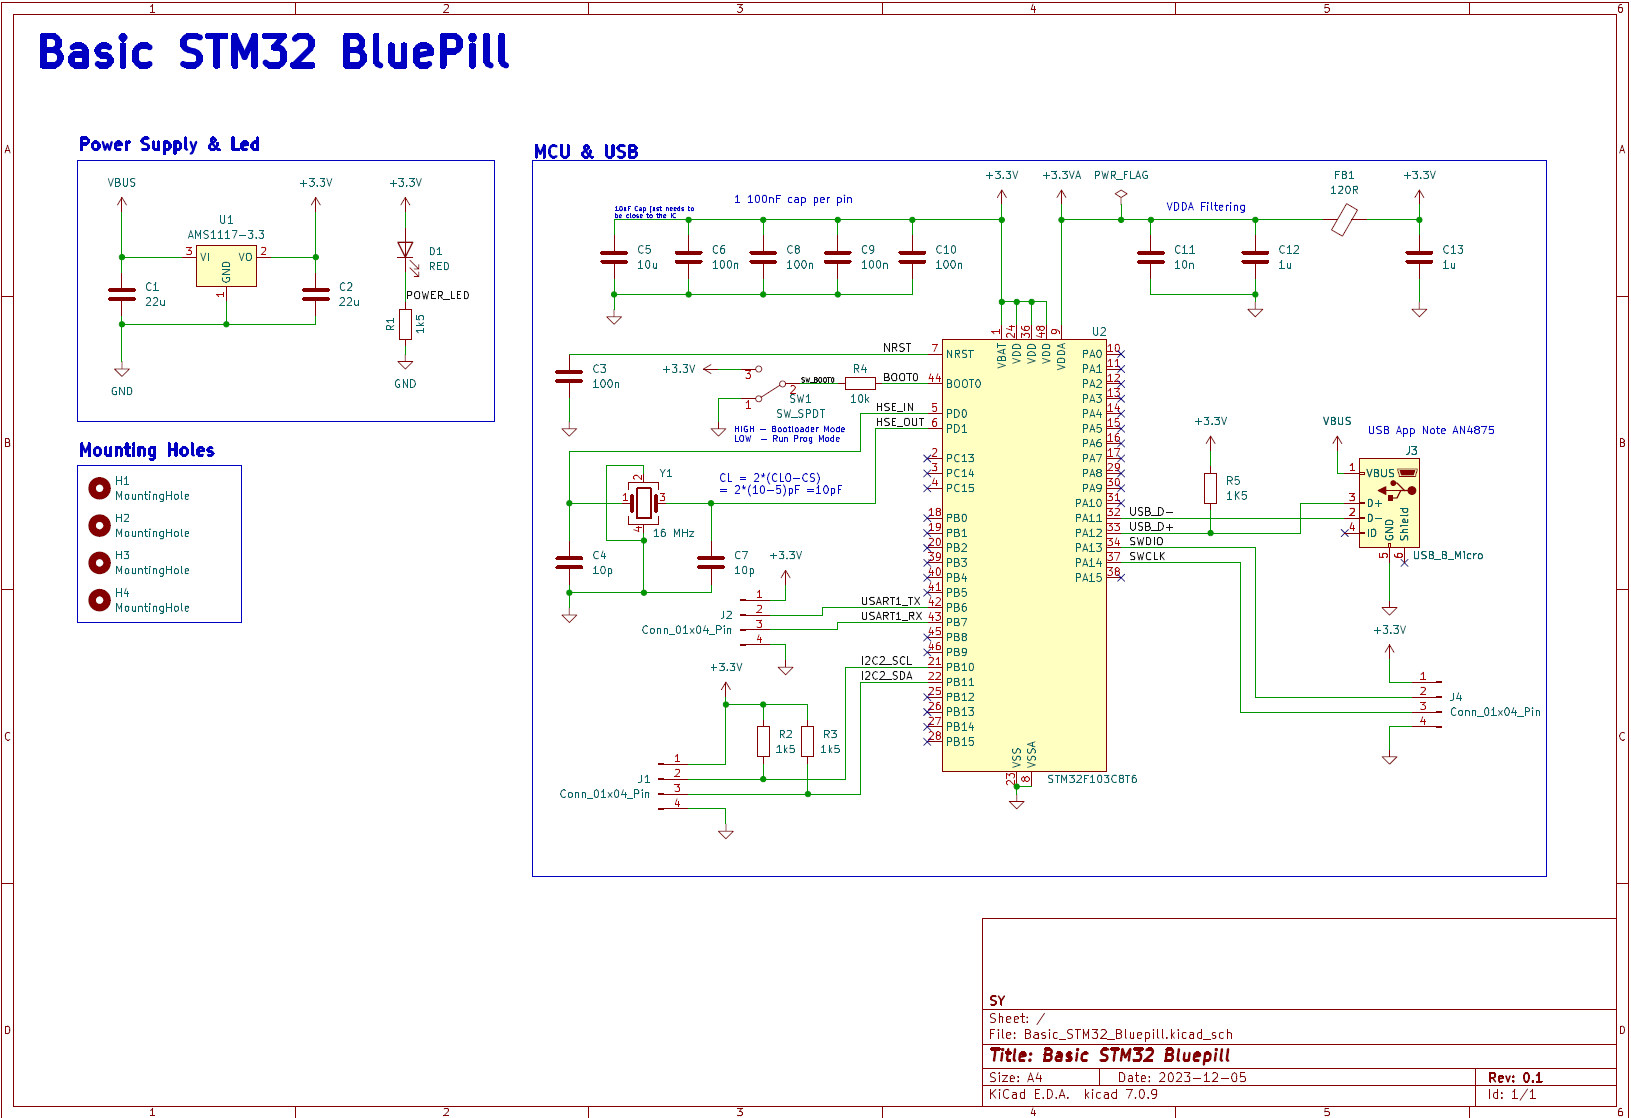 1 2 3 4 5 6
Basic STM32 BluePill
A A
B B
C C
D D
Power Supply & Led
VBUS
+3.3V
+3.3V
U1
AMS1117-3.3
3 VI
VO 2
GND
1
C1
22u
C2
22u
D1
RED
POWER_LED
R1
1k5
GND
GND
Mounting Holes
H1
MountingHole
H2
MountingHole
H3
MountingHole
H4
MountingHole
MCU & USB
+3.3V
+3.3VA
PWR_FLAG
FB1
120R
+3.3V
10nF Cap just needs to
be close to the IC
1 100nF cap per pin
VDDA Filtering
C5
10u
C6
100n
C8
100n
C9
100n
C10
100n
C11
10n
C12
1u
C13
1u
U2
1 VBAT
24 VDD
36 VDD
48 VDD
9 VDDA
NRST 7 NRST
C3
100n
+3.3V
3
2
1
SW_BOOT0
SW1
SW_SPDT
R4
10k
BOOT0 44 BOOT0
HIGH - Bootloader Mode
LOW - Run Prog Mode
HSE_IN 5 PD0
HSE_OUT 6 PD1
2 PC13
3 PC14
4 PC15
18 PB0
19 PB1
20 PB2
39 PB3
40 PB4
41 PB5
USART1_TX 42 PB6
USART1_RX 43 PB7
45 PB8
46 PB9
I2C2_SCL 21 PB10
I2C2_SDA 22 PB11
25 PB12
26 PB13
27 PB14
28 PB15
PA0 10
PA1 11
PA2 12
PA3 13
PA4 14
PA5 15
PA6 16
PA7 17
PA8 29
PA9 30
PA10 31
PA11 32 USB_D-
PA12 33 USB_D+
PA13 34 SWDIO
PA14 37 SWCLK
PA15 38
VSS 23
VSSA 8
STM32F103C8T6
Y1
2
1 3
4
16 MHz
CL = 2*(CLO-CS)
= 2*(10-5)pF =10pF
C4
10p
C7
10p
+3.3V
J2
Conn_01x04_Pin
1
2
3
4
+3.3V
R2
1k5
R3
1k5
J1
Conn_01x04_Pin
1
2
3
4
+3.3V
R5
1K5
VBUS
USB App Note AN4875
J3
1 VBUS
3 D+
2 D-
4 ID
GND
Shield
5
6
USB_B_Micro
+3.3V
1
2
3
4
J4
Conn_01x04_Pin
SY
Sheet: /
File: Basic_STM32_Bluepill.kicad_sch
Title: Basic STM32 Bluepill
Size: A4
Date: 2023-12-05
Rev: 0.1
KiCad E.D.A. kicad 7.0.9
Id: 1/1
1 2 3 4 5 6